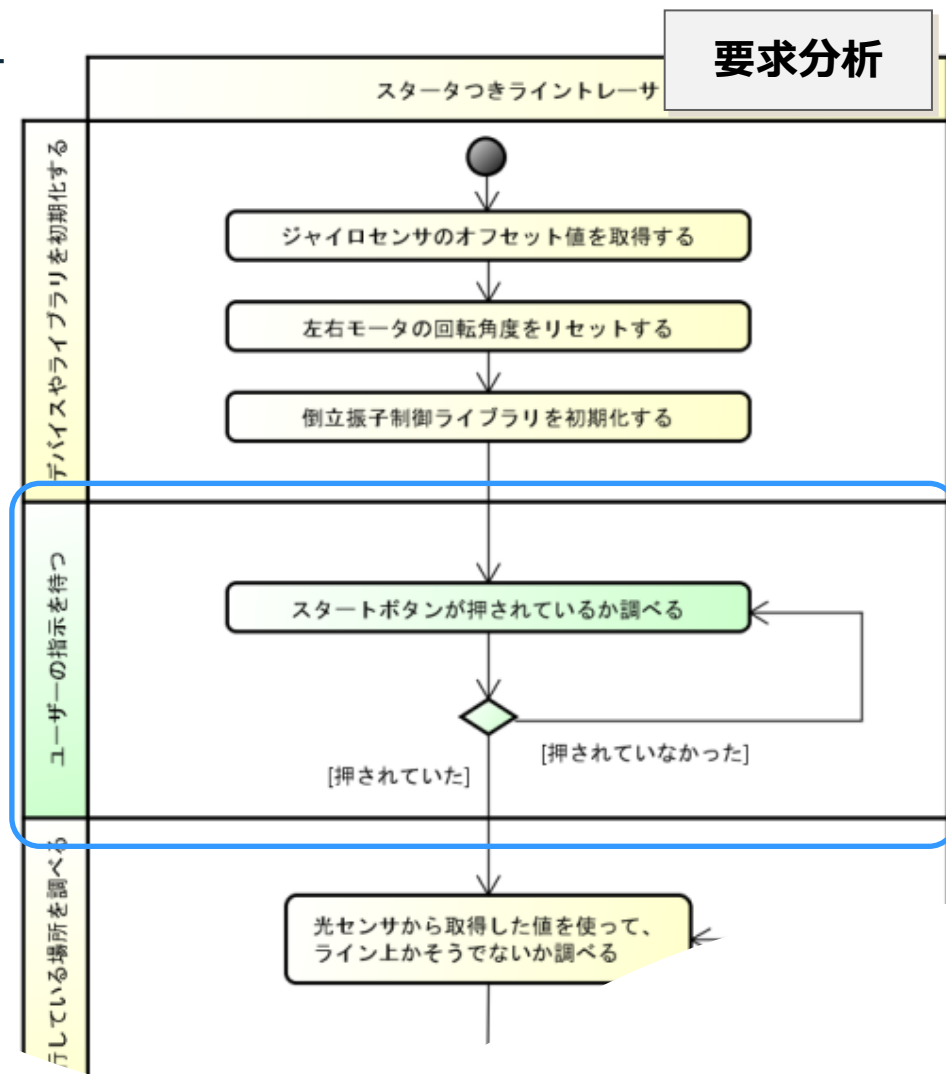 要求分析
スタータつきライントレーサ
デバイスやライブラリを初期化する
ジャイロセンサのオフセット値を取得する
左右モータの回転角度をリセットする
倒立振子制御ライブラリを初期化する
ユーザーの指示を待つ
スタートボタンが押されているか調べる
[押されていなかった]
[押されていた]
行している場所を調べる
光センサから取得した値を使って、
ライン上かそうでないか調べる